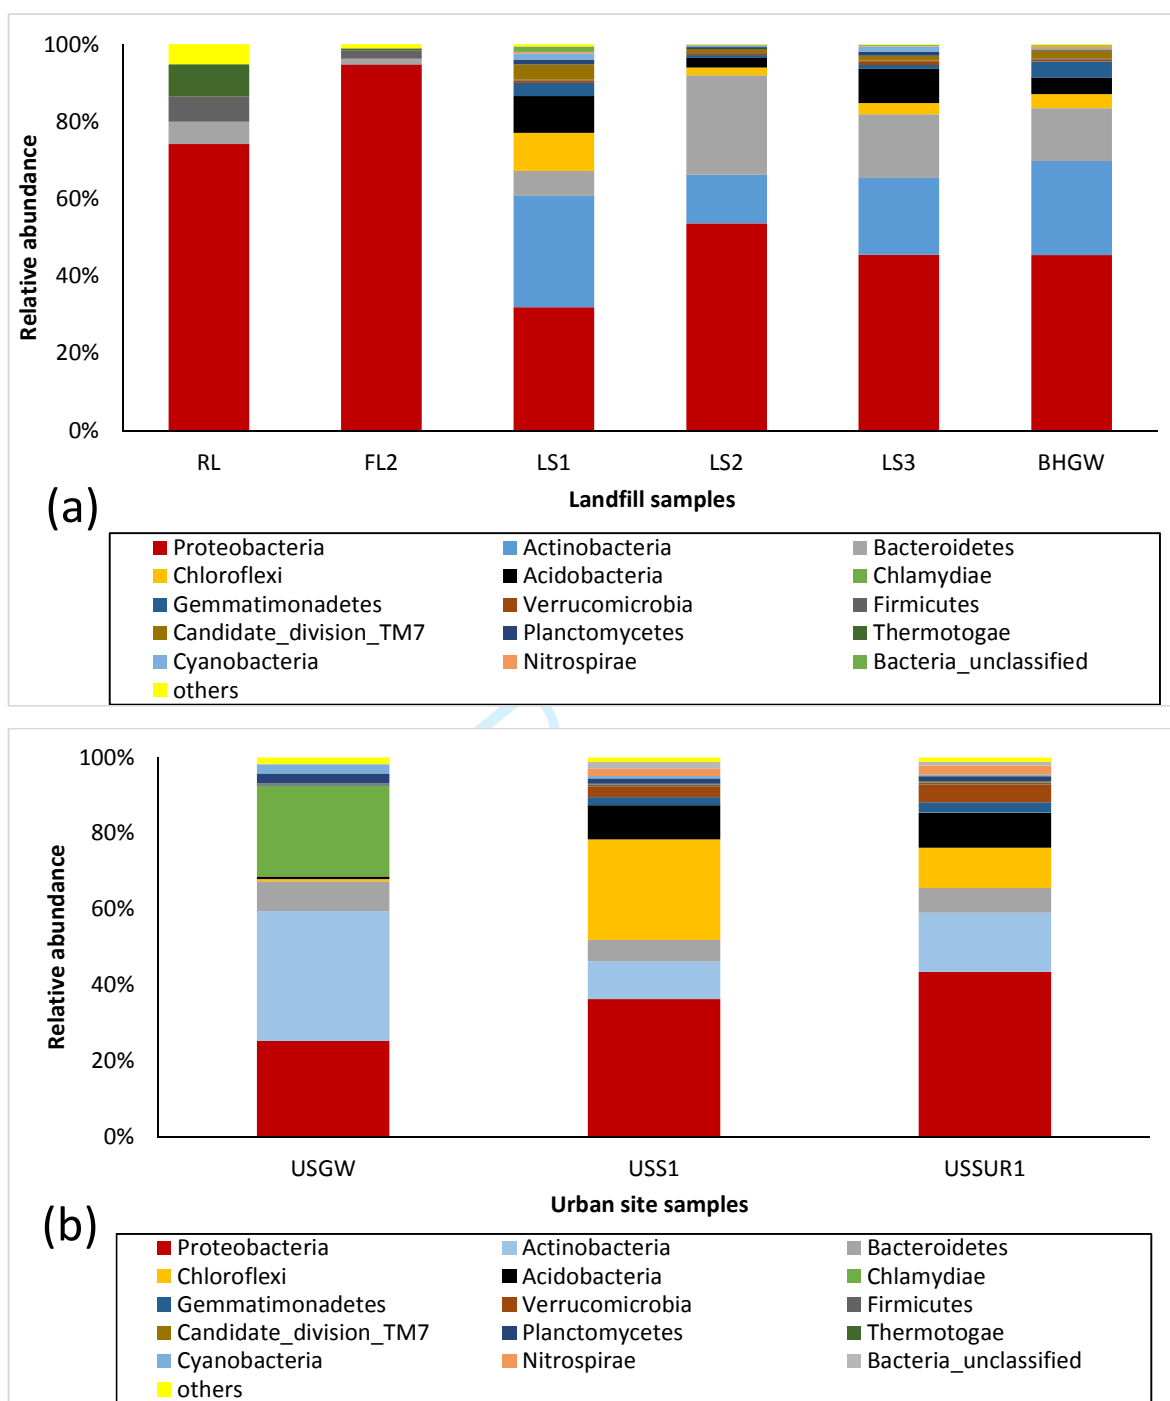 100%
80%
60%
40%
20%
0%
Relative abundance
RL FL2 LS1 LS2 LS3 BHGW
Landfill samples
(a)
Proteobacteria Actinobacteria Bacteroidetes
Chloroflexi Acidobacteria Chlamydiae
Gemmatimonadetes Verrucomicrobia Firmicutes
Candidate_division_TM7 Planctomycetes Thermotogae
Cyanobacteria Nitrospirae Bacteria_unclassified
others
100%
80%
60%
40%
20%
0%
Relative abundance
USGW USS1 USSUR1
Urban site samples
(b)
Proteobacteria Actinobacteria Bacteroidetes
Chloroflexi Acidobacteria Chlamydiae
Gemmatimonadetes Verrucomicrobia Firmicutes
Candidate_division_TM7 Planctomycetes Thermotogae
Cyanobacteria Nitrospirae Bacteria_unclassified
others